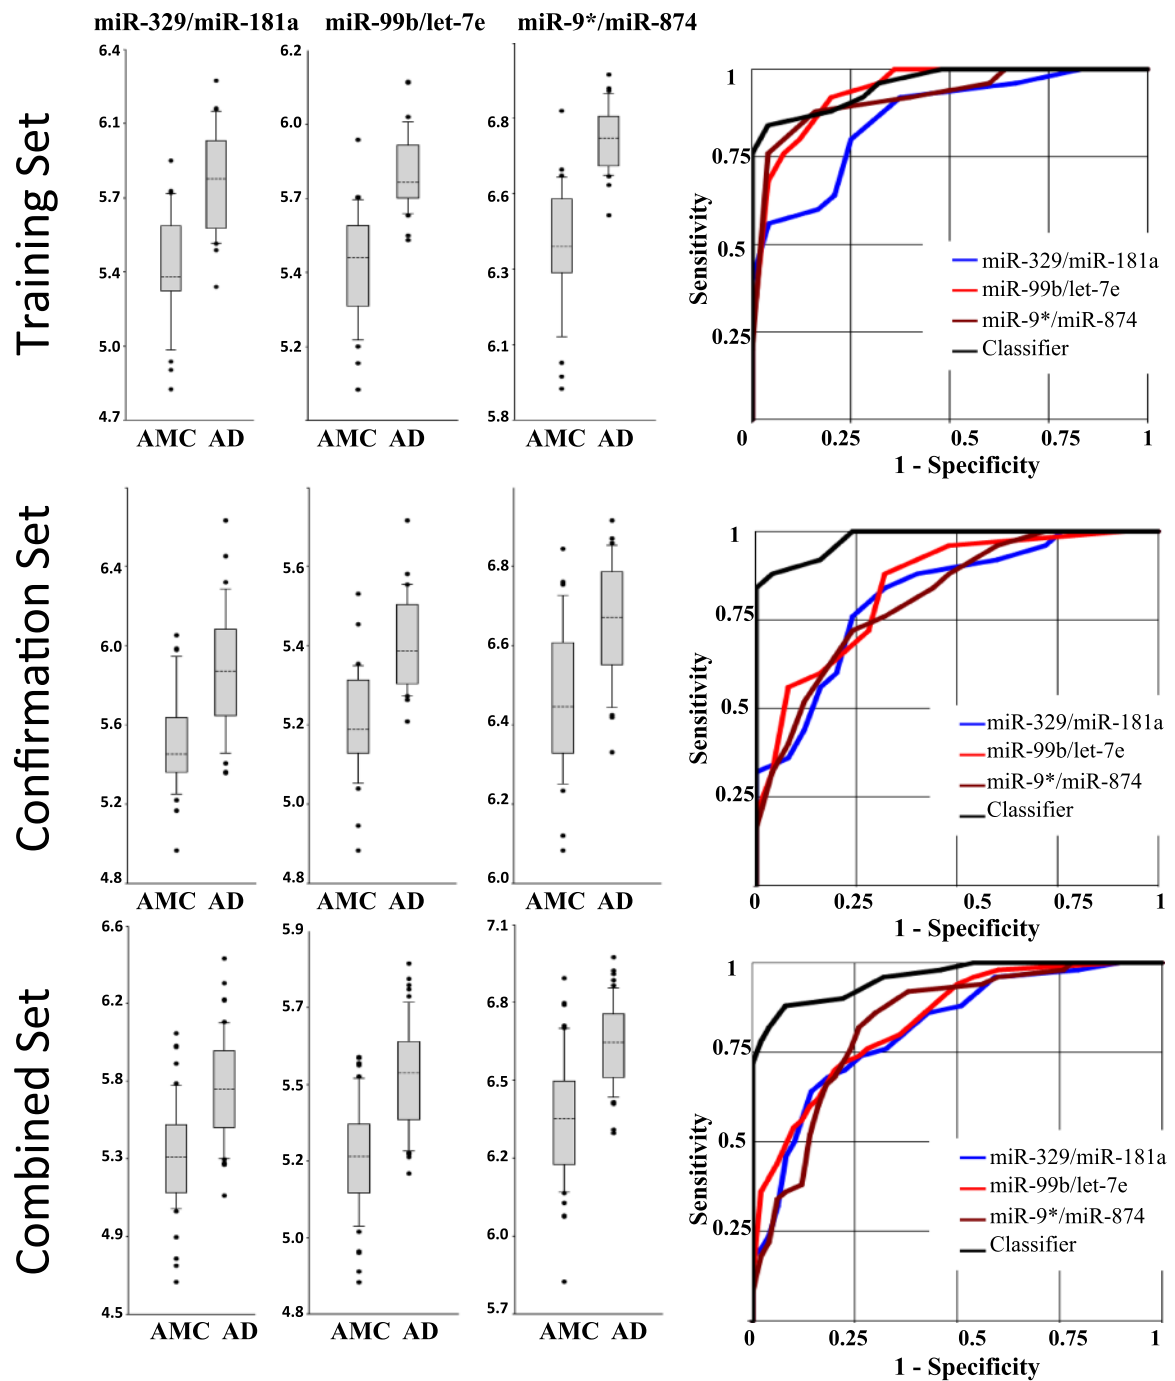 miR-329/miR-181a miR-99b/let-7e miR-9*/miR-874
Training Set
6.4
6.1
5.7
5.4
5.0
4.7
AMC AD
6.2
6.0
5.7
5.4
5.2
AMC AD
6.8
6.6
6.3
6.1
5.8
AMC AD
Sensitivity
1
0.75
0.5
0.25
0 0.25 0.5 0.75 1
1 - Specificity
miR-329/miR-181a
miR-99b/let-7e
miR-9*/miR-874
Classifier
Confirmation Set
6.4
6.0
5.6
5.2
4.8
AMC AD
5.6
5.4
5.2
5.0
4.8
AMC AD
6.8
6.6
6.4
6.2
6.0
AMC AD
Sensitivity
1
0.75
0.5
0.25
0 0.25 0.5 0.75 1
1 - Specificity
miR-329/miR-181a
miR-99b/let-7e
miR-9*/miR-874
Classifier
Combined Set
6.6
6.2
5.8
5.3
4.9
4.5
AMC AD
5.9
5.7
5.5
5.2
5.0
4.8
AMC AD
7.1
6.8
6.5
6.2
6.0
5.7
AMC AD
Sensitivity
1
0.75
0.5
0.25
0 0.25 0.5 0.75 1
1 - Specificity
miR-329/miR-181a
miR-99b/let-7e
miR-9*/miR-874
Classifier